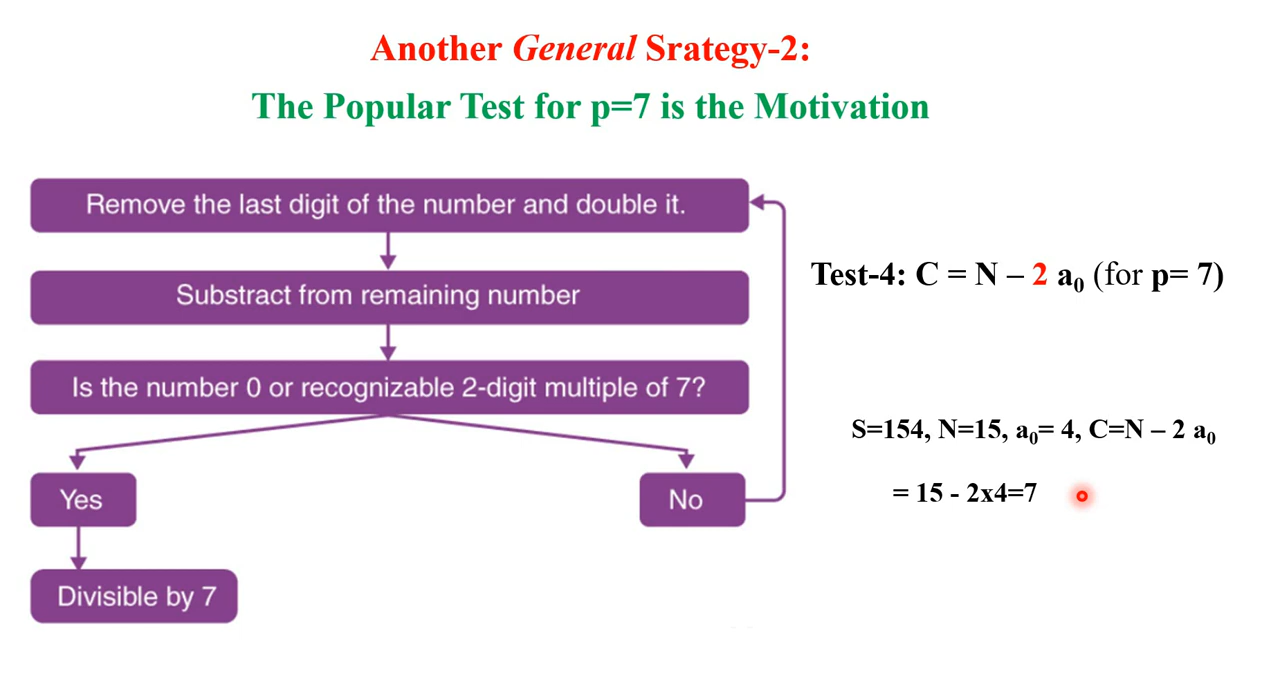 Another General Srategy-2:
The Popular Test for p=7 is the Motivation
Remove the last digit of the number and double it.
Substract from remaining number
Is the number 0 or recognizable 2-digit multiple of 7?
Yes
No
Divisible by 7
Test-4: C = N – 2 a₀ (for p= 7)
S=154, N=15, a₀= 4, C=N – 2 a₀
= 15 - 2x4=7